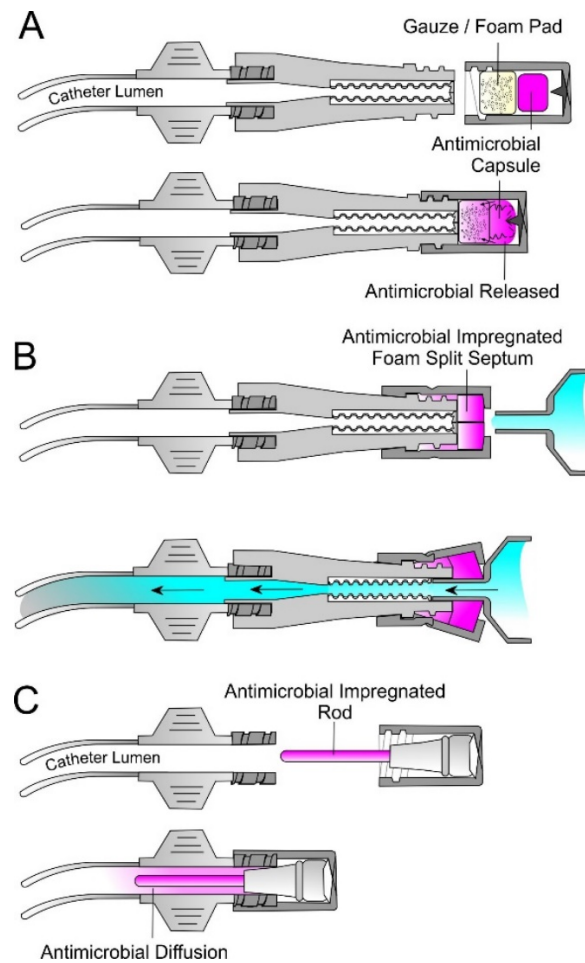 A
Gauze / Foam Pad
Catheter Lumen
Antimicrobial
Capsule
Antimicrobial Released
B
Antimicrobial Impregnated
Foam Split Septum
C
Antimicrobial Impregnated
Rod
Catheter Lumen
Antimicrobial Diffusion